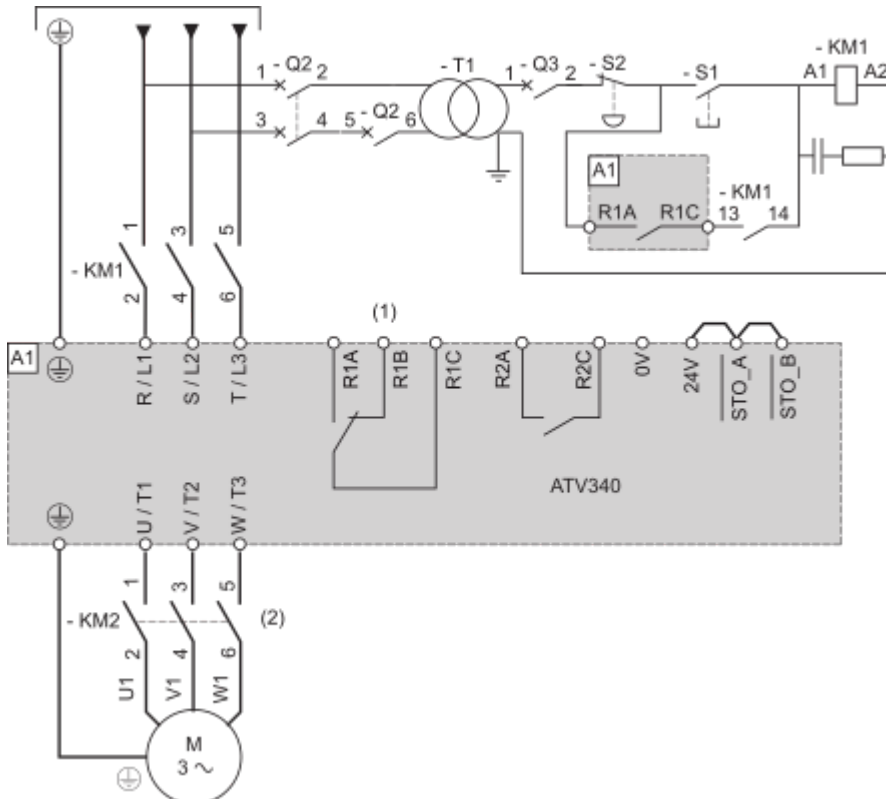 1 - Q2 2 - T1 1 - Q3 2 - S2 - S1 - KM1
A1 A2
3 4 5 - Q2 6
A1
R1A R1C - KM1
13 14
1 3 5
- KM1
2 4 6
(1)
A1
R / L1 S / L2 T / L3 R1A R1B R1C R2A R2C 0V 24V STO_A STO_B
ATV340
U / T1 V / T2 W / T3
1 3 5
- KM2 (2)
2 4 6
U1 V1 W1
M
3 ~